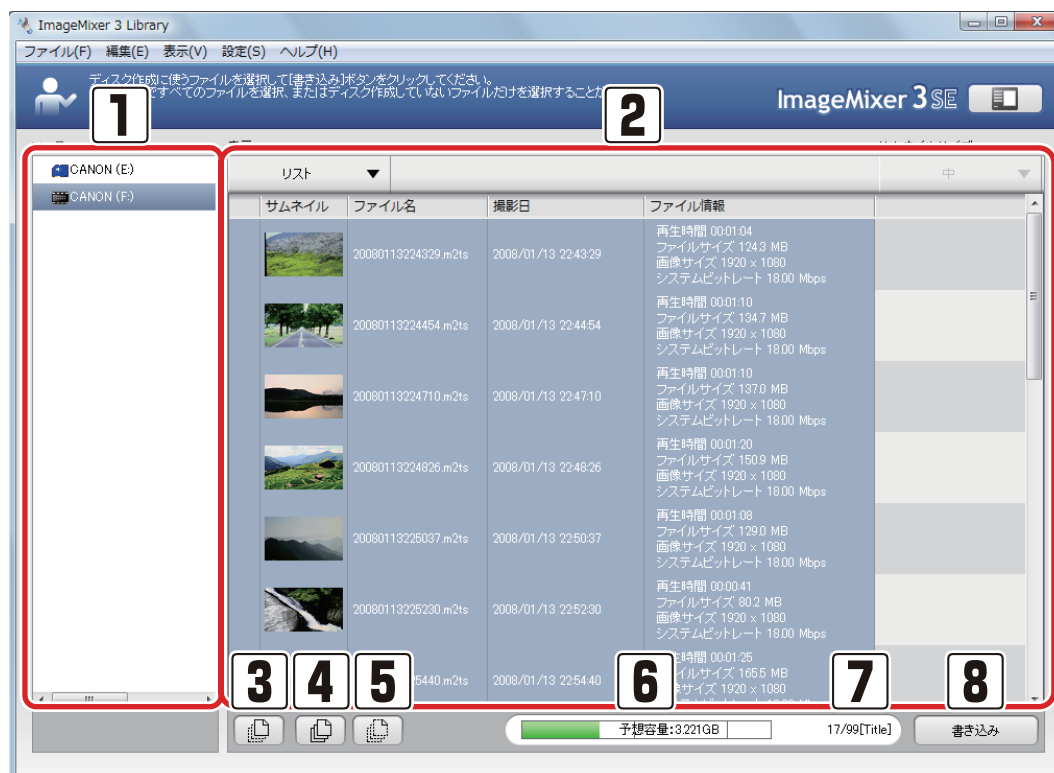 ImageMixer 3 Library
ファイル(F) 編集(E) 表示(V) 設定(S) ヘルプ(H)
ディスク作成に使うファイルを選択して[書き込み]ボタンをクリックしてください。
ですべてのファイルを選択、またはディスク作成していないファイルだけを選択することが
ImageMixer 3 SE
1
2
CANON (E:)
CANON (F:)
リスト
中
サムネイル ファイル名 撮影日 ファイル情報
再生時間 00:01:04
ファイルサイズ 124.3 MB
20080113224329.m2ts 2008/01/13 22:43:29
画像サイズ 1920 x 1080
システムビットレート 18.00 Mbps
再生時間 00:01:10
ファイルサイズ 134.7 MB
20080113224454.m2ts 2008/01/13 22:44:54
画像サイズ 1920 x 1080
システムビットレート 18.00 Mbps
再生時間 00:01:10
ファイルサイズ 137.0 MB
20080113224710.m2ts 2008/01/13 22:47:10
画像サイズ 1920 x 1080
システムビットレート 18.00 Mbps
再生時間 00:01:20
ファイルサイズ 150.9 MB
20080113224826.m2ts 2008/01/13 22:48:26
画像サイズ 1920 x 1080
システムビットレート 18.00 Mbps
再生時間 00:01:08
ファイルサイズ 129.0 MB
20080113225037.m2ts 2008/01/13 22:50:37
画像サイズ 1920 x 1080
システムビットレート 18.00 Mbps
再生時間 00:00:41
ファイルサイズ 80.2 MB
20080113225230.m2ts 2008/01/13 22:52:30
画像サイズ 1920 x 1080
システムビットレート 18.00 Mbps
時間 00:01:25
イルサイズ 165.5 MB
5440.m2ts 2008/01/13 22:54:40
サイズ 1920 x 1080
3 4 5 6 7 8
予想容量:3.221GB 17/99[Title] 書き込み